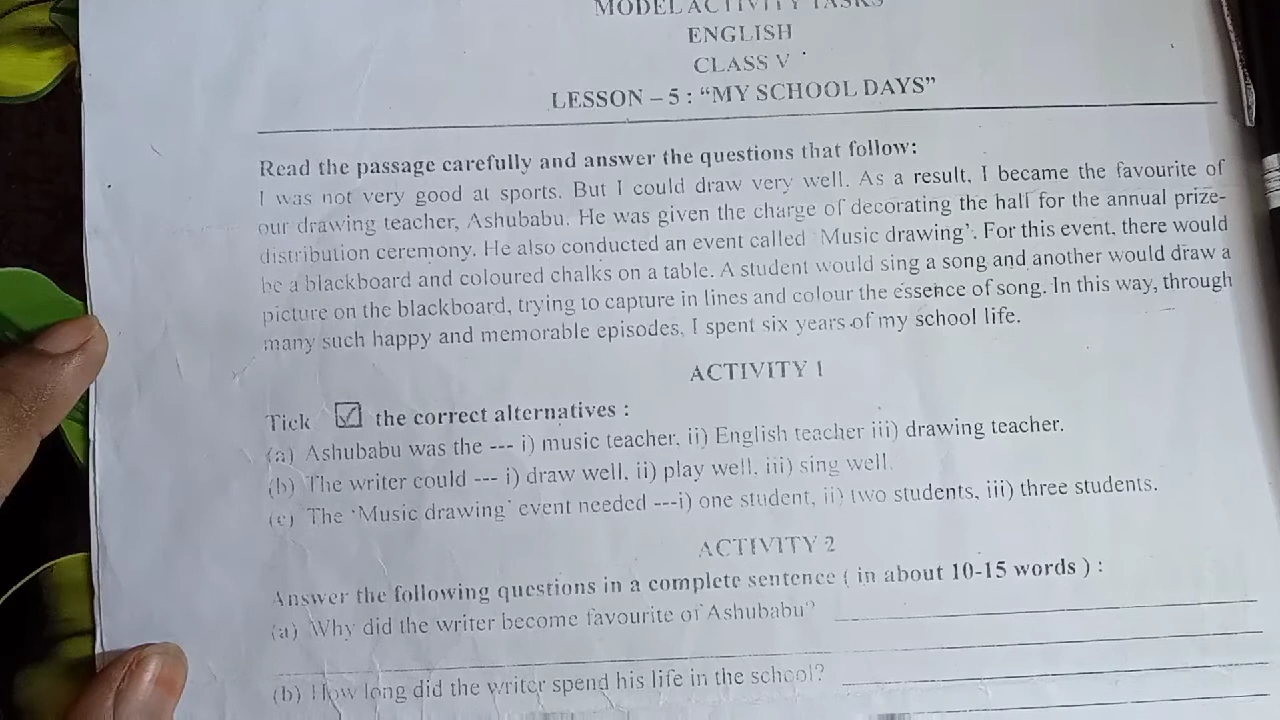 MODEL ACTIVITY TASKS
ENGLISH
CLASS V
LESSON – 5 : “MY SCHOOL DAYS”
Read the passage carefully and answer the questions that follow:
I was not very good at sports. But I could draw very well. As a result, I became the favourite of
our drawing teacher, Ashubabu. He was given the charge of decorating the hall for the annual prize-
distribution ceremony. He also conducted an event called ‘Music drawing’. For this event, there would
be a blackboard and coloured chalks on a table. A student would sing a song and another would draw a
picture on the blackboard, trying to capture in lines and colour the essence of song. In this way, through
many such happy and memorable episodes, I spent six years of my school life.
ACTIVITY 1
Tick ☑ the correct alternatives :
(a) Ashubabu was the --- i) music teacher, ii) English teacher iii) drawing teacher.
(b) The writer could --- i) draw well, ii) play well, iii) sing well.
(c) The ‘Music drawing’ event needed ---i) one student, ii) two students, iii) three students.
ACTIVITY 2
Answer the following questions in a complete sentence ( in about 10-15 words ) :
(a) Why did the writer become favourite of Ashubabu?
(b) How long did the writer spend his life in the school?